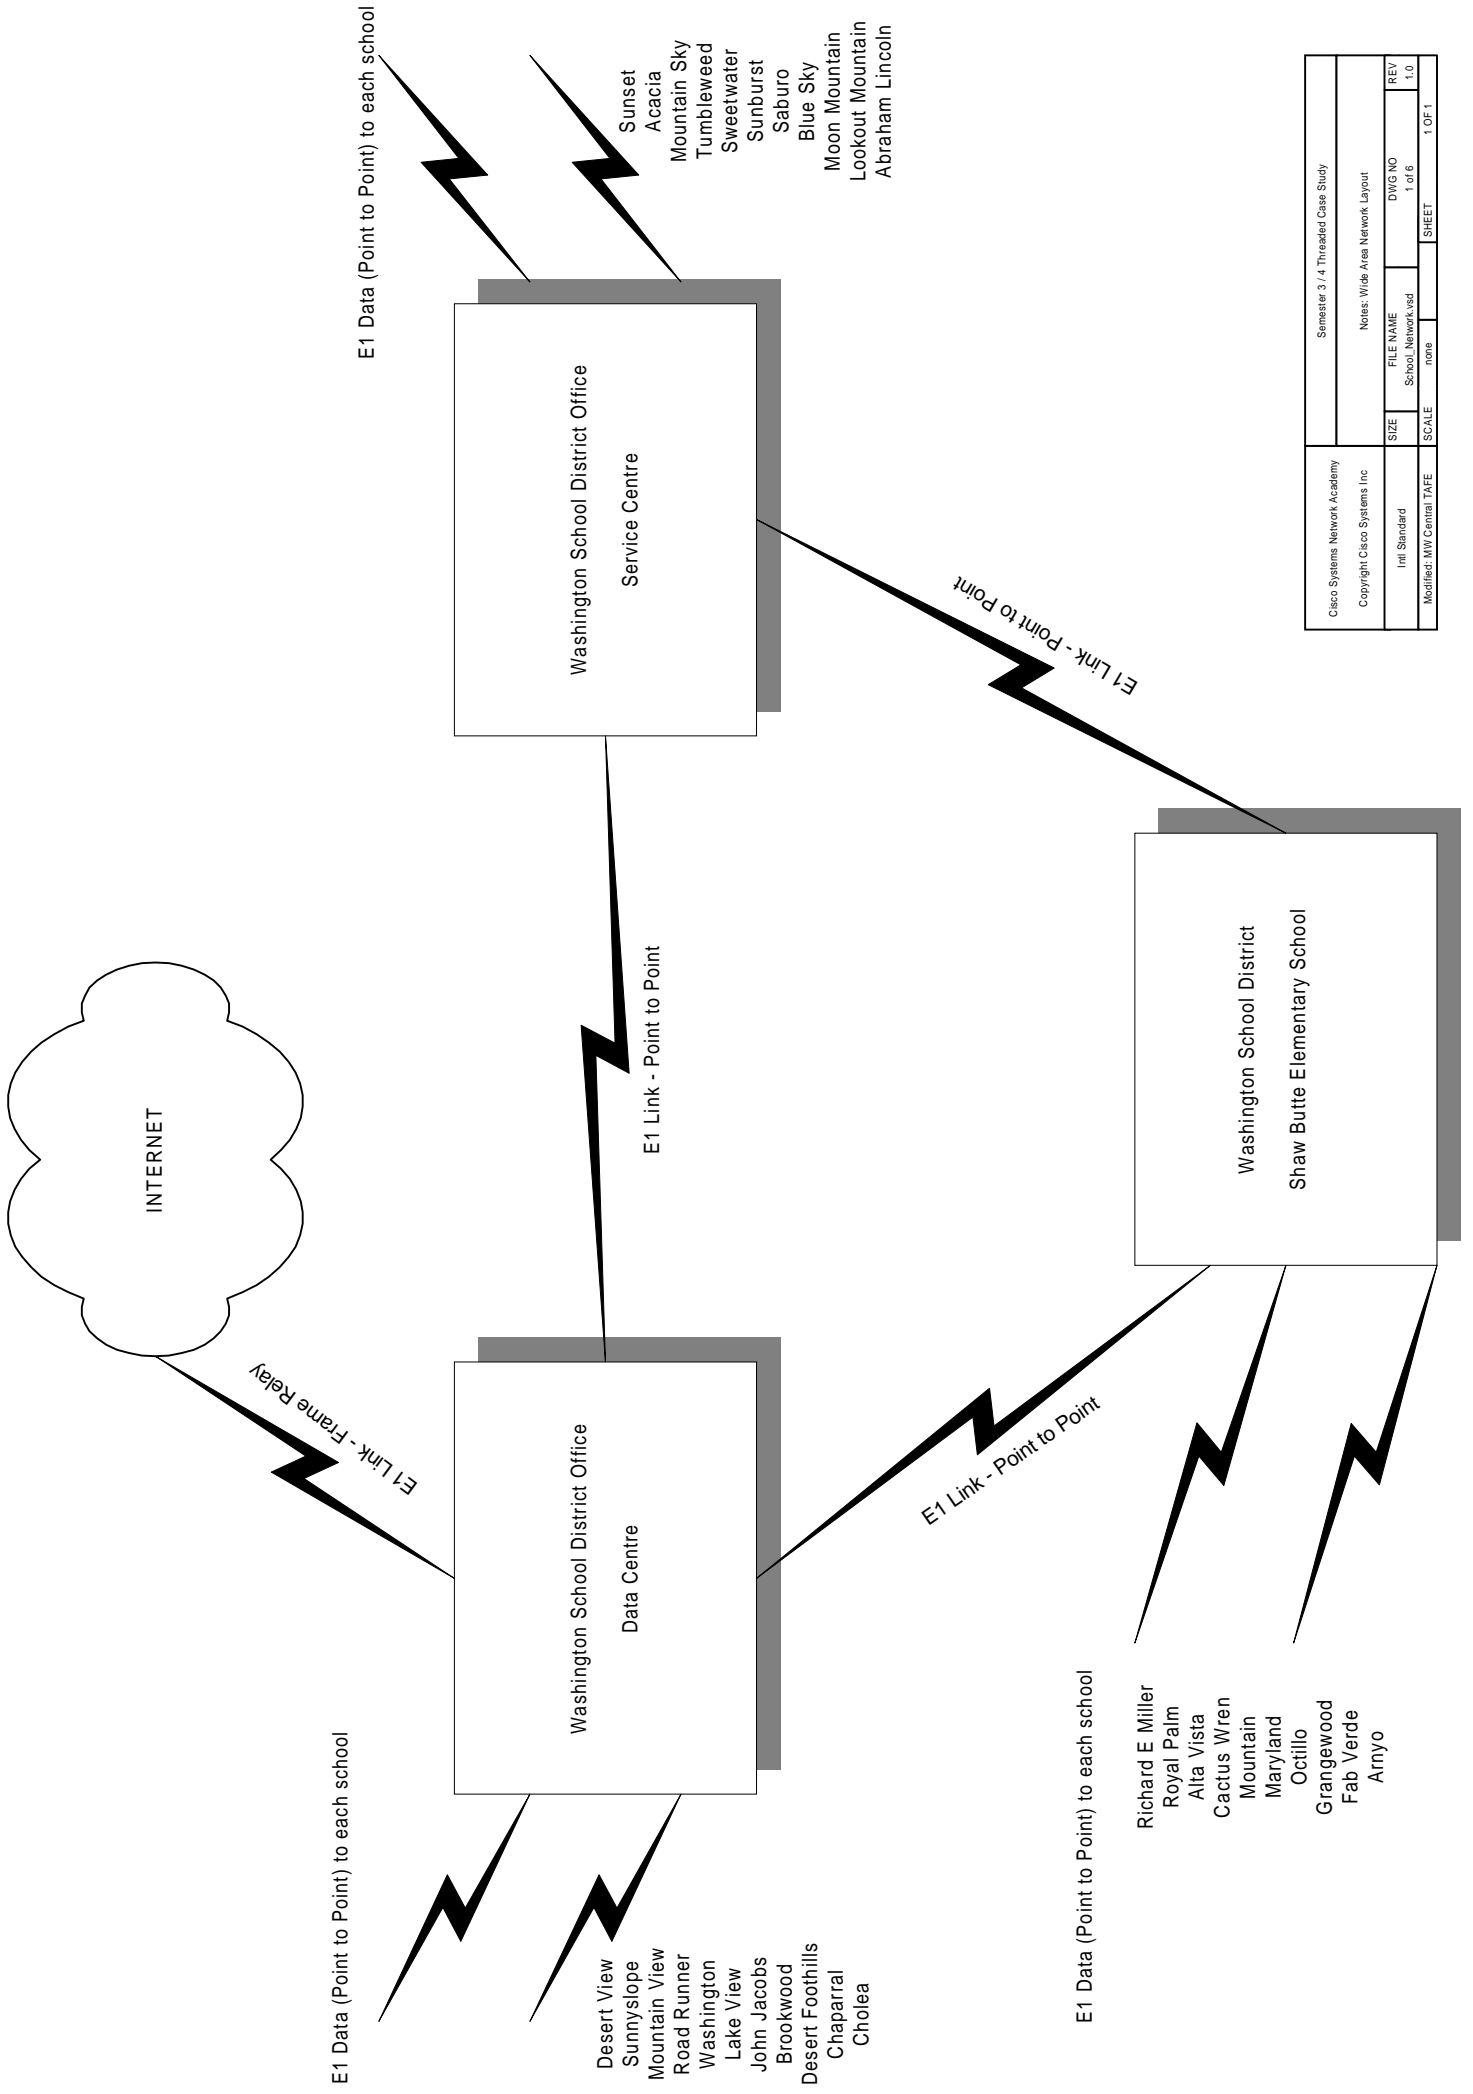 INTERNET
E1 Link - Frame Relay
E1 Data (Point to Point) to each school
Washington School District Office
Data Centre
Desert View
Sunnyslope
Mountain View
Road Runner
Washington
Lake View
John Jacobs
Brookwood
Desert Foothills
Chaparral
Cholea
E1 Link - Point to Point
E1 Data (Point to Point) to each school
Washington School District Office
Service Centre
Sunset
Acacia
Mountain Sky
Tumbleweed
Sweetwater
Sunburst
Saburo
Blue Sky
Moon Mountain
Lookout Mountain
Abraham Lincoln
E1 Link - Point to Point
E1 Link - Point to Point
E1 Data (Point to Point) to each school
Richard E Miller
Royal Palm
Alta Vista
Cactus Wren
Mountain
Maryland
Octillo
Grangewood
Fab Verde
Arnyo
Washington School District
Shaw Butte Elementary School
Cisco Systems Network Academy
Copyright Cisco Systems Inc
Semester 3 / 4 Threaded Case Study
Notes: Wide Area Network Layout
Intl Standard
SIZE
FILE NAME
School_Network.vsd
DWG NO
1 of 6
REV
1.0
Modified: MW Central TAFE
SCALE
none
SHEET
1 OF 1